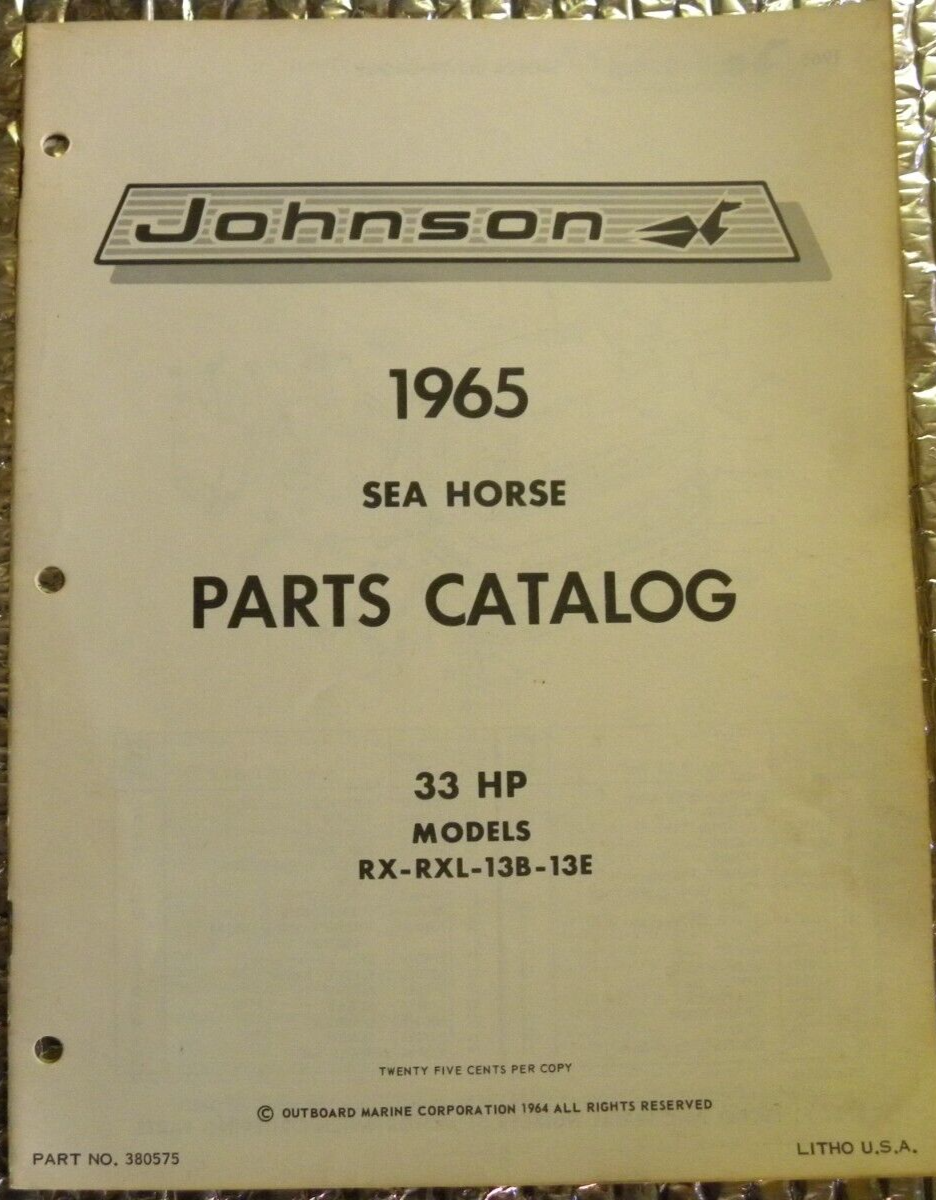 Johnson
1965
SEA HORSE
PARTS CATALOG
33 HP
MODELS
RX-RXL-13B-13E
TWENTY FIVE CENTS PER COPY
© OUTBOARD MARINE CORPORATION 1964 ALL RIGHTS RESERVED
PART NO. 380575
LITHO U.S.A.